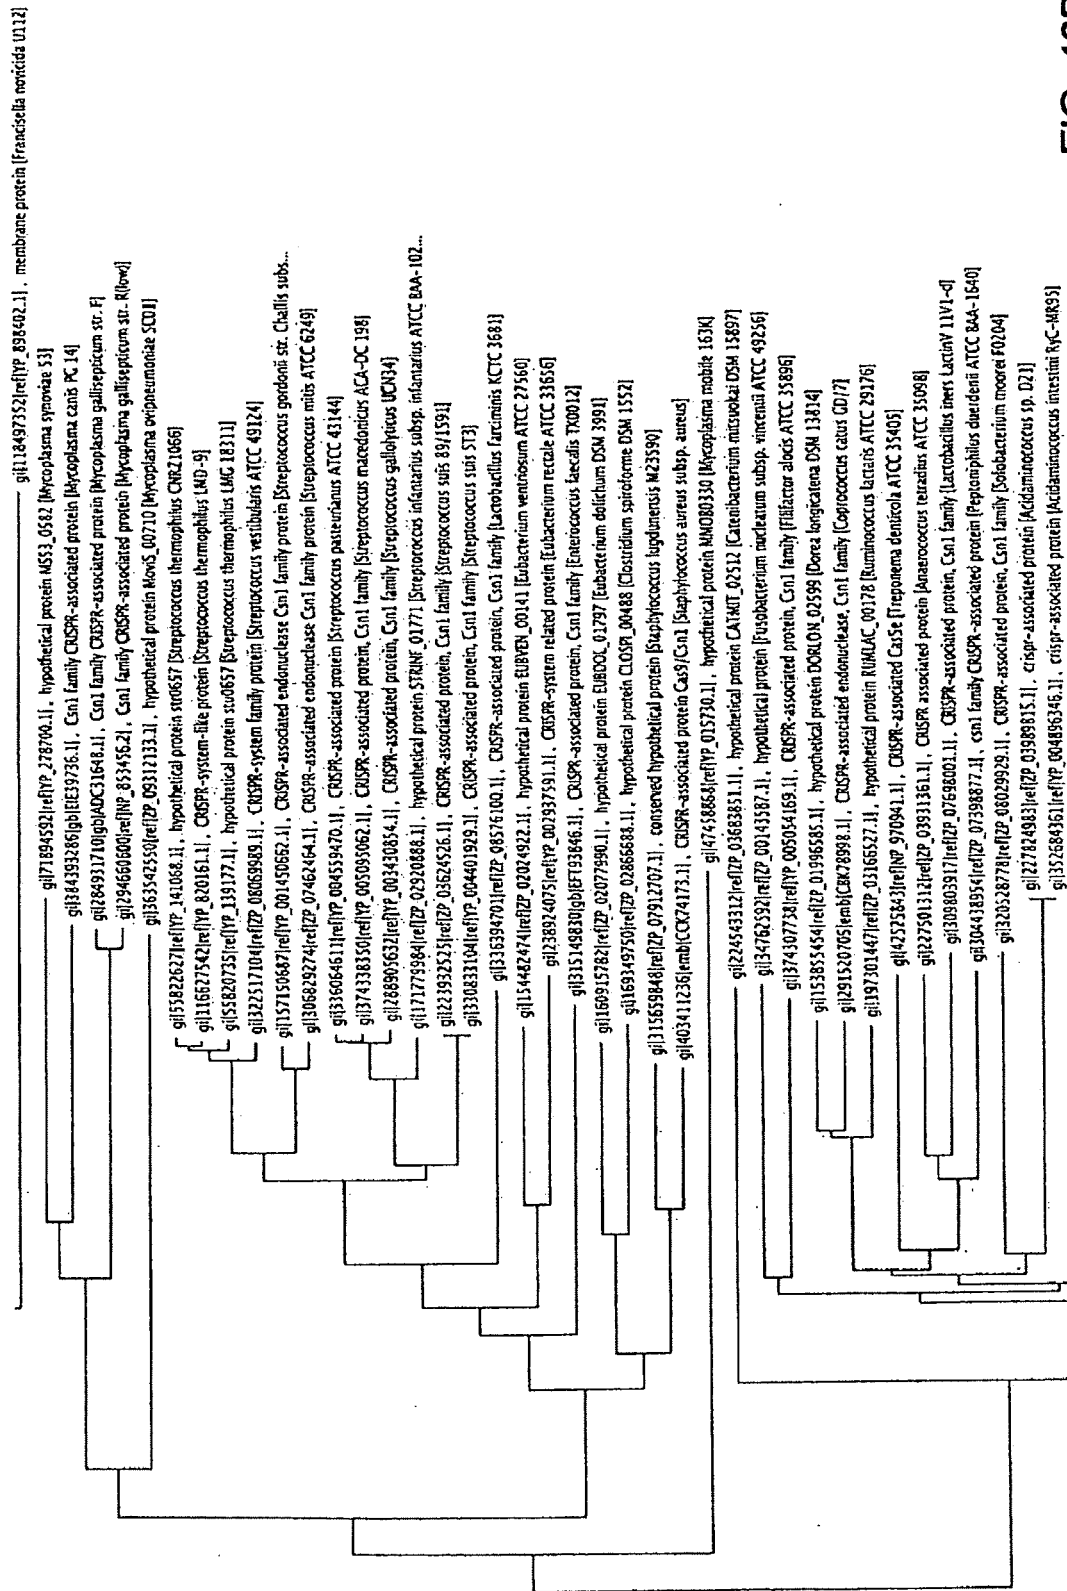 gi|118497352|ref|YP_898402.1|, membrane protein [Francisella novicida U112]
gi|71894592|ref|YP_278700.1|, hypothetical protein MS53_0582 [Mycoplasma synoviae 53]
gi|384393286|gb|EIE39736.1|, Csn1 family CRISPR-associated protein [Mycoplasma canis PG 14]
gi|284931710|gb|ADC31648.1|, Csn1 family CRISPR-associated protein [Mycoplasma gallisepticum str. F]
gi|294660600|ref|NP_853456.2|, Csn1 family CRISPR-associated protein [Mycoplasma gallisepticum str. R(low)]
gi|363542550|ref|ZP_09312133.1|, hypothetical protein MoviS_00710 [Mycoplasma ovipneumoniae SC01]
gi|55822627|ref|YP_141068.1|, hypothetical protein str0657 [Streptococcus thermophilus CNRZ1066]
gi|116627542|ref|YP_820161.1|, CRISPR-system-like protein [Streptococcus thermophilus LMD-9]
gi|55820735|ref|YP_139177.1|, hypothetical protein stu0657 [Streptococcus thermophilus LMG 18311]
gi|322517104|ref|ZP_08069989.1|, CRISPR-system family protein [Streptococcus vestibularis ATCC 49124]
gi|157150687|ref|YP_001450662.1|, CRISPR-associated endonuclease Csn1 family protein [Streptococcus gordonii str. Challis subs...
gi|306829274|ref|ZP_07462464.1|, CRISPR-associated endonuclease Csn1 family protein [Streptococcus mitis ATCC 6249]
gi|336064611|ref|YP_004559470.1|, CRISPR-associated protein [Streptococcus pasteurianus ATCC 43144]
gi|374338350|ref|YP_005095062.1|, CRISPR-associated protein, Csn1 family [Streptococcus macedonicus ACA-DC 198]
gi|288905632|ref|YP_003430854.1|, CRISPR-associated protein, Csn1 family [Streptococcus gallolyticus UCN34]
gi|171779984|ref|ZP_02920888.1|, hypothetical protein STRINF_01771 [Streptococcus infantarius subsp. infantarius ATCC BAA-102...
gi|223932525|ref|ZP_03624526.1|, CRISPR-associated protein, Csn1 family [Streptococcus suis 89/1591]
gi|330833104|ref|YP_004401929.1|, CRISPR-associated protein, Csn1 family [Streptococcus suis ST3]
gi|336394701|ref|ZP_08576100.1|, CRISPR-associated protein, Csn1 family [Lactobacillus farciminis KCTC 3681]
gi|154482474|ref|ZP_02024922.1|, hypothetical protein EUBVEN_00141 [Eubacterium ventriosum ATCC 27560]
gi|238924075|ref|YP_002937591.1|, CRISPR-system related protein [Eubacterium rectale ATCC 33656]
gi|315149830|gb|EFT93846.1|, CRISPR-associated protein, Csn1 family [Enterococcus faecalis TX0012]
gi|160915782|ref|ZP_02077990.1|, hypothetical protein EUBDOL_01797 [Eubacterium dolichum DSM 3991]
gi|169349750|ref|ZP_02866688.1|, hypothetical protein CLOSPI_00488 [Clostridium spiroforme DSM 1552]
gi|315659848|ref|ZP_07912707.1|, conserved hypothetical protein [Staphylococcus lugdunensis M23590]
gi|403411236|emb|CCK74173.1|, CRISPR-associated protein Cas9/Csn1 [Staphylococcus aureus subsp. aureus]
gi|47458868|ref|YP_015730.1|, hypothetical protein MMOB0330 [Mycoplasma mobile 163K]
gi|224543312|ref|ZP_03683851.1|, hypothetical protein CATMIT_02512 [Catenibacterium mitsuokai DSM 15897]
gi|34762592|ref|ZP_00143587.1|, hypothetical protein [Fusobacterium nucleatum subsp. vincentii ATCC 49256]
gi|374307738|ref|YP_005054169.1|, CRISPR-associated protein, Csn1 family [Filifactor alocis ATCC 35896]
gi|153855454|ref|ZP_01996585.1|, hypothetical protein DORLON_02599 [Dorea longicatena DSM 13814]
gi|291520705|emb|CBK78998.1|, CRISPR-associated endonuclease, Csn1 family [Coprococcus catus GD/7]
gi|197301447|ref|ZP_03166527.1|, hypothetical protein RUMLAC_00178 [Ruminococcus lactaris ATCC 29176]
gi|42525843|ref|NP_970941.1|, CRISPR-associated Cas5e [Treponema denticola ATCC 35405]
gi|227501312|ref|ZP_03931361.1|, CRISPR associated protein [Anaerococcus tetradius ATCC 35098]
gi|309803917|ref|ZP_07698001.1|, CRISPR-associated protein, Csn1 family [Lactobacillus iners LactinV 11V1-d]
gi|304438954|ref|ZP_07398877.1|, csn1 family CRISPR-associated protein [Peptoniphilus duerdenii ATCC BAA-1640]
gi|320528778|ref|ZP_08029929.1|, CRISPR-associated protein, Csn1 family [Solobacterium moorei F0204]
gi|227824983|ref|ZP_03989815.1|, crispr-associated protein [Acidaminococcus sp. D21]
gi|352684361|ref|YP_004896346.1|, crispr-associated protein [Acidaminococcus intestini RyC-MR95]